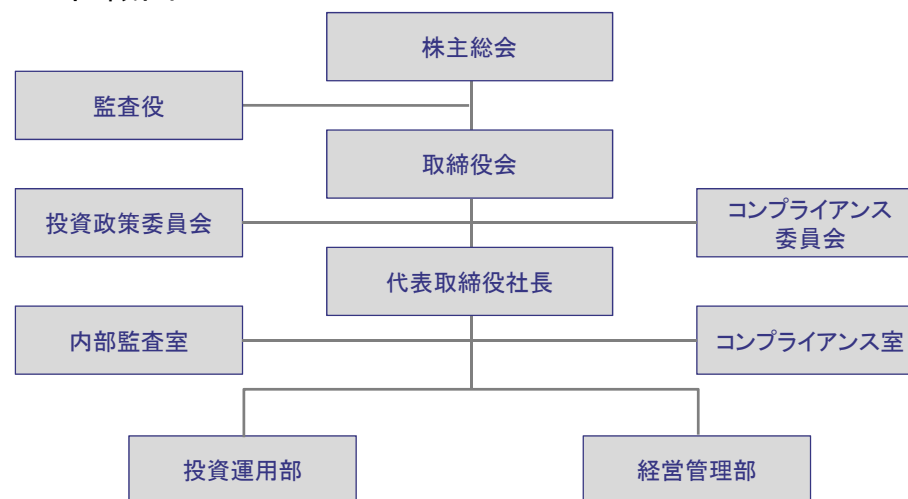 株主総会
監査役
取締役会
投資政策委員会
コンプライアンス
委員会
代表取締役社長
内部監査室
コンプライアンス室
投資運用部
経営管理部